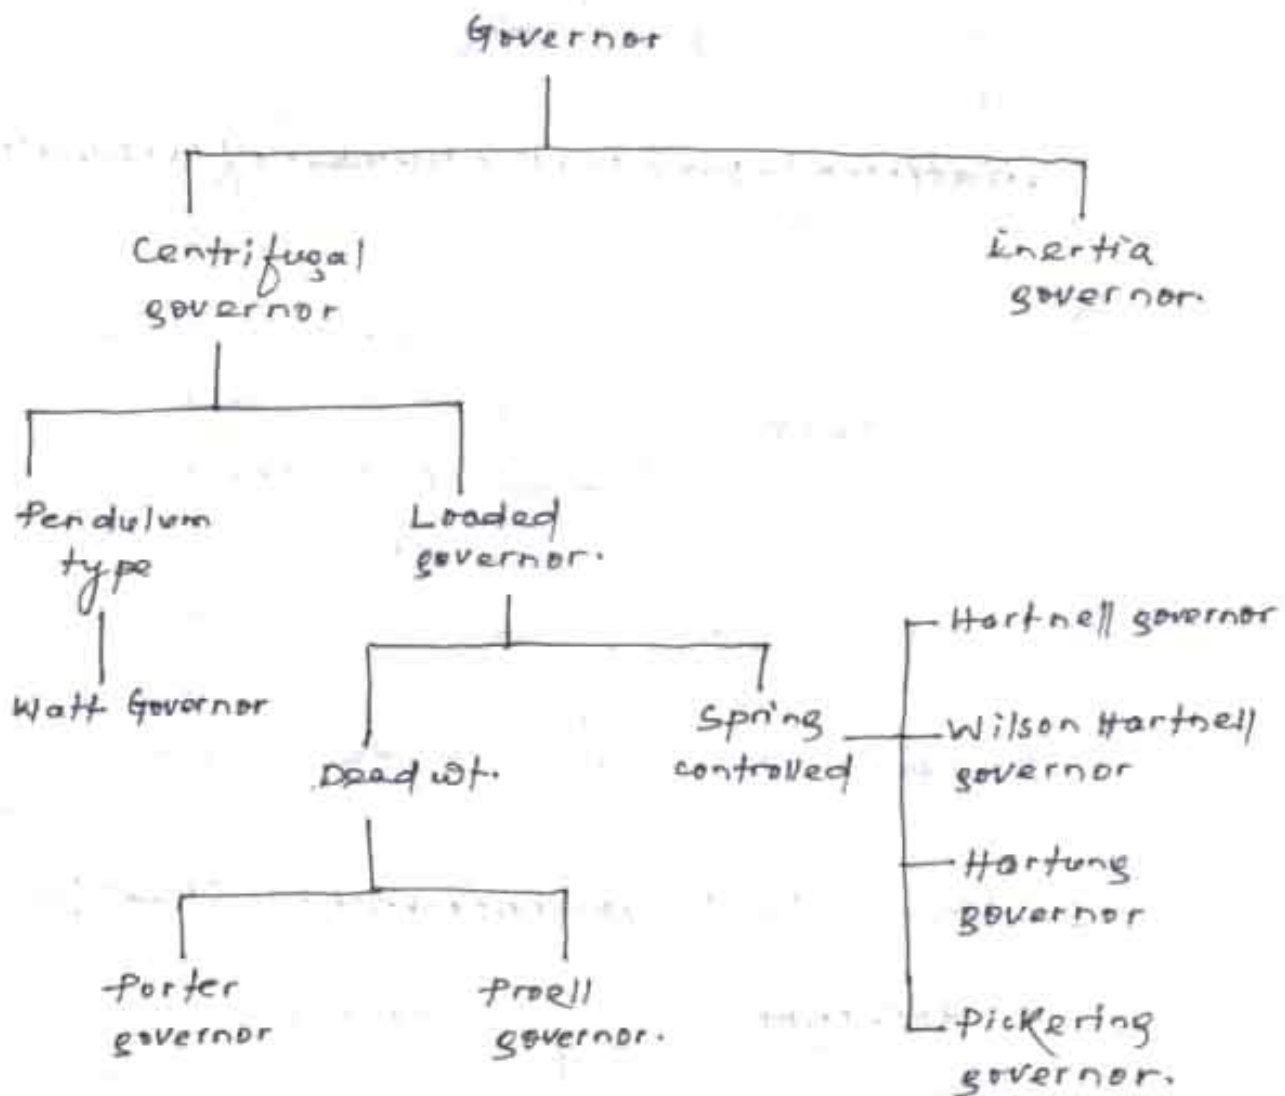 Governor
Centrifugal
governor
inertia
governor.
Pendulum
type
Loaded
governor.
Watt Governor
Dead wt.
Spring
controlled
Hartnell governor
Wilson Hartnell
governor
Hartung
governor
Pickering
governor.
Porter
governor
Proell
governor.